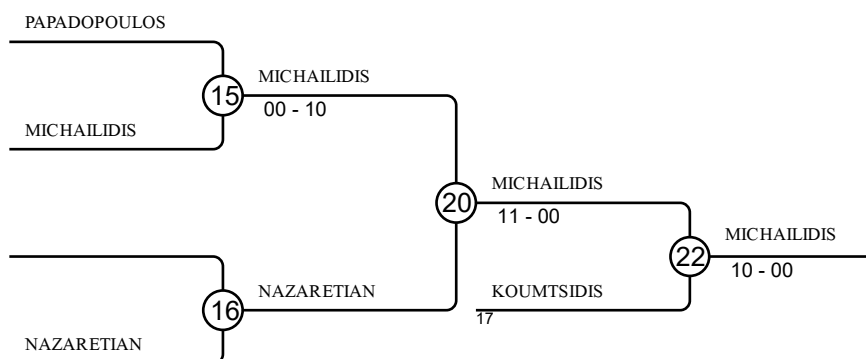 PAPADOPOULOS
15
MICHAILIDIS
00 - 10
MICHAILIDIS
20
MICHAILIDIS
11 - 00
22
MICHAILIDIS
10 - 00
16
NAZARETIAN
KOUMTSIDIS
17
NAZARETIAN